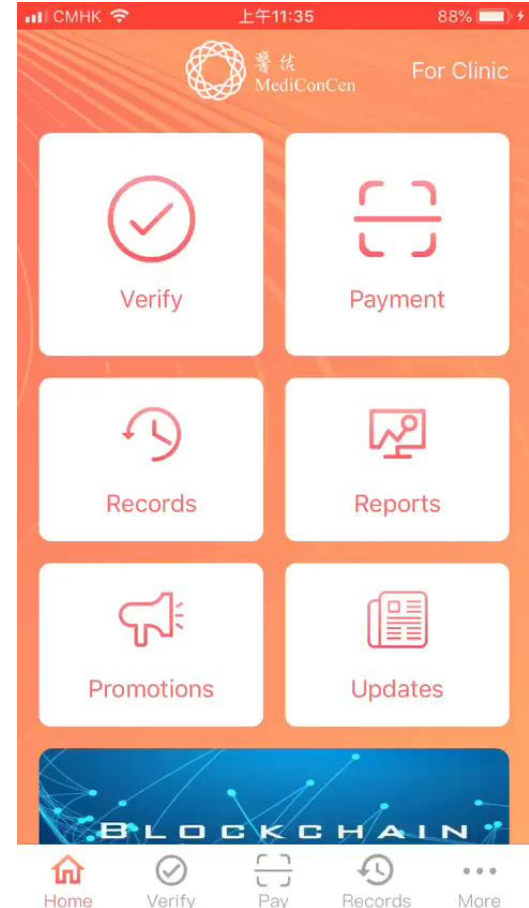 CMHK 上午11:35 88%
醫結
MediConCen For Clinic
Verify Payment
Records Reports
Promotions Updates
BLOCKCHAIN
Home Verify Pay Records More